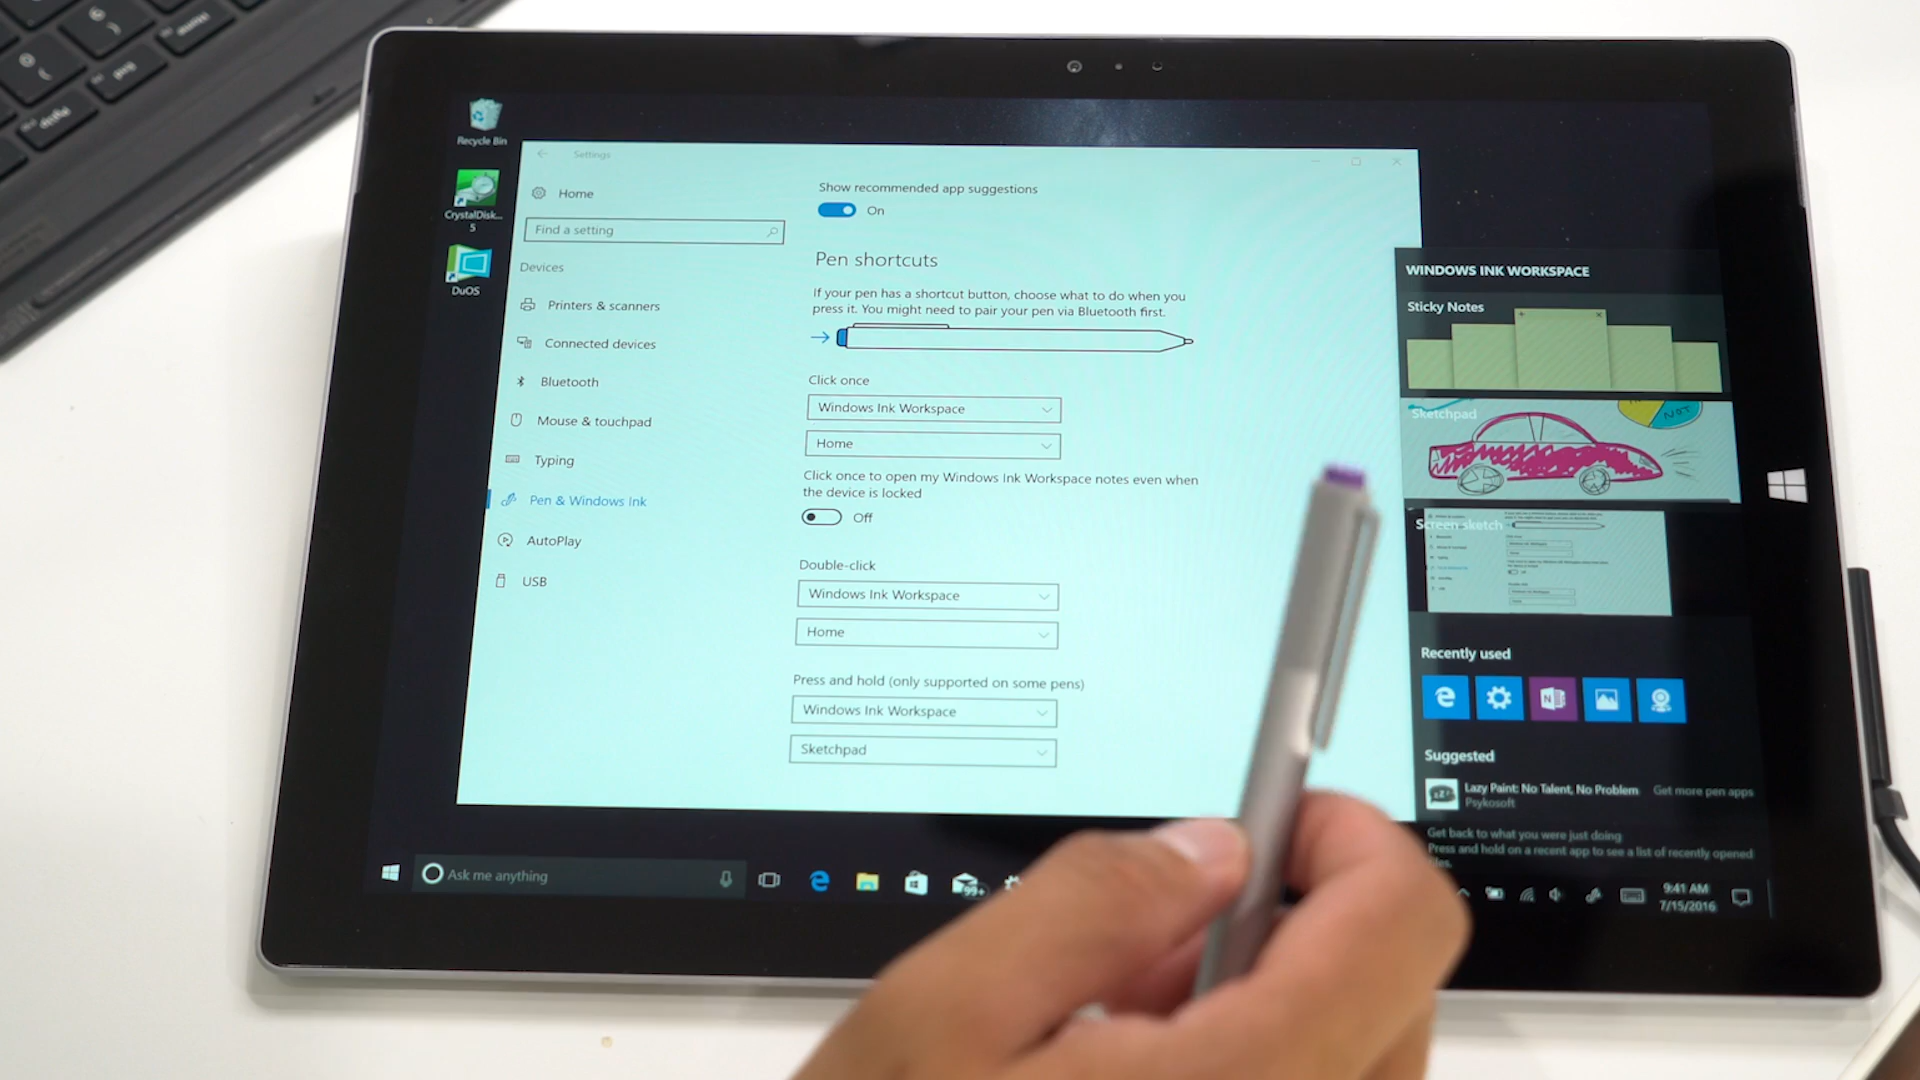 Recycle Bin
CrystalDisk...
5
DuOS
Settings
Home
Find a setting
Devices
Printers & scanners
Connected devices
Bluetooth
Mouse & touchpad
Typing
Pen & Windows Ink
AutoPlay
USB
Show recommended app suggestions
On
Pen shortcuts
If your pen has a shortcut button, choose what to do when you
press it. You might need to pair your pen via Bluetooth first.
Click once
Windows Ink Workspace
Home
Click once to open my Windows Ink Workspace notes even when
the device is locked
Off
Double-click
Windows Ink Workspace
Home
Press and hold (only supported on some pens)
Windows Ink Workspace
Sketchpad
WINDOWS INK WORKSPACE
Sticky Notes
Sketchpad
NOT
Screen sketch
Recently used
Suggested
Lazy Paint: No Talent, No Problem
Psykosoft
Get more pen apps
Get back to what you were just doing
Press and hold on a recent app to see a list of recently opened
files.
Ask me anything
99+
9:41 AM
7/15/2016